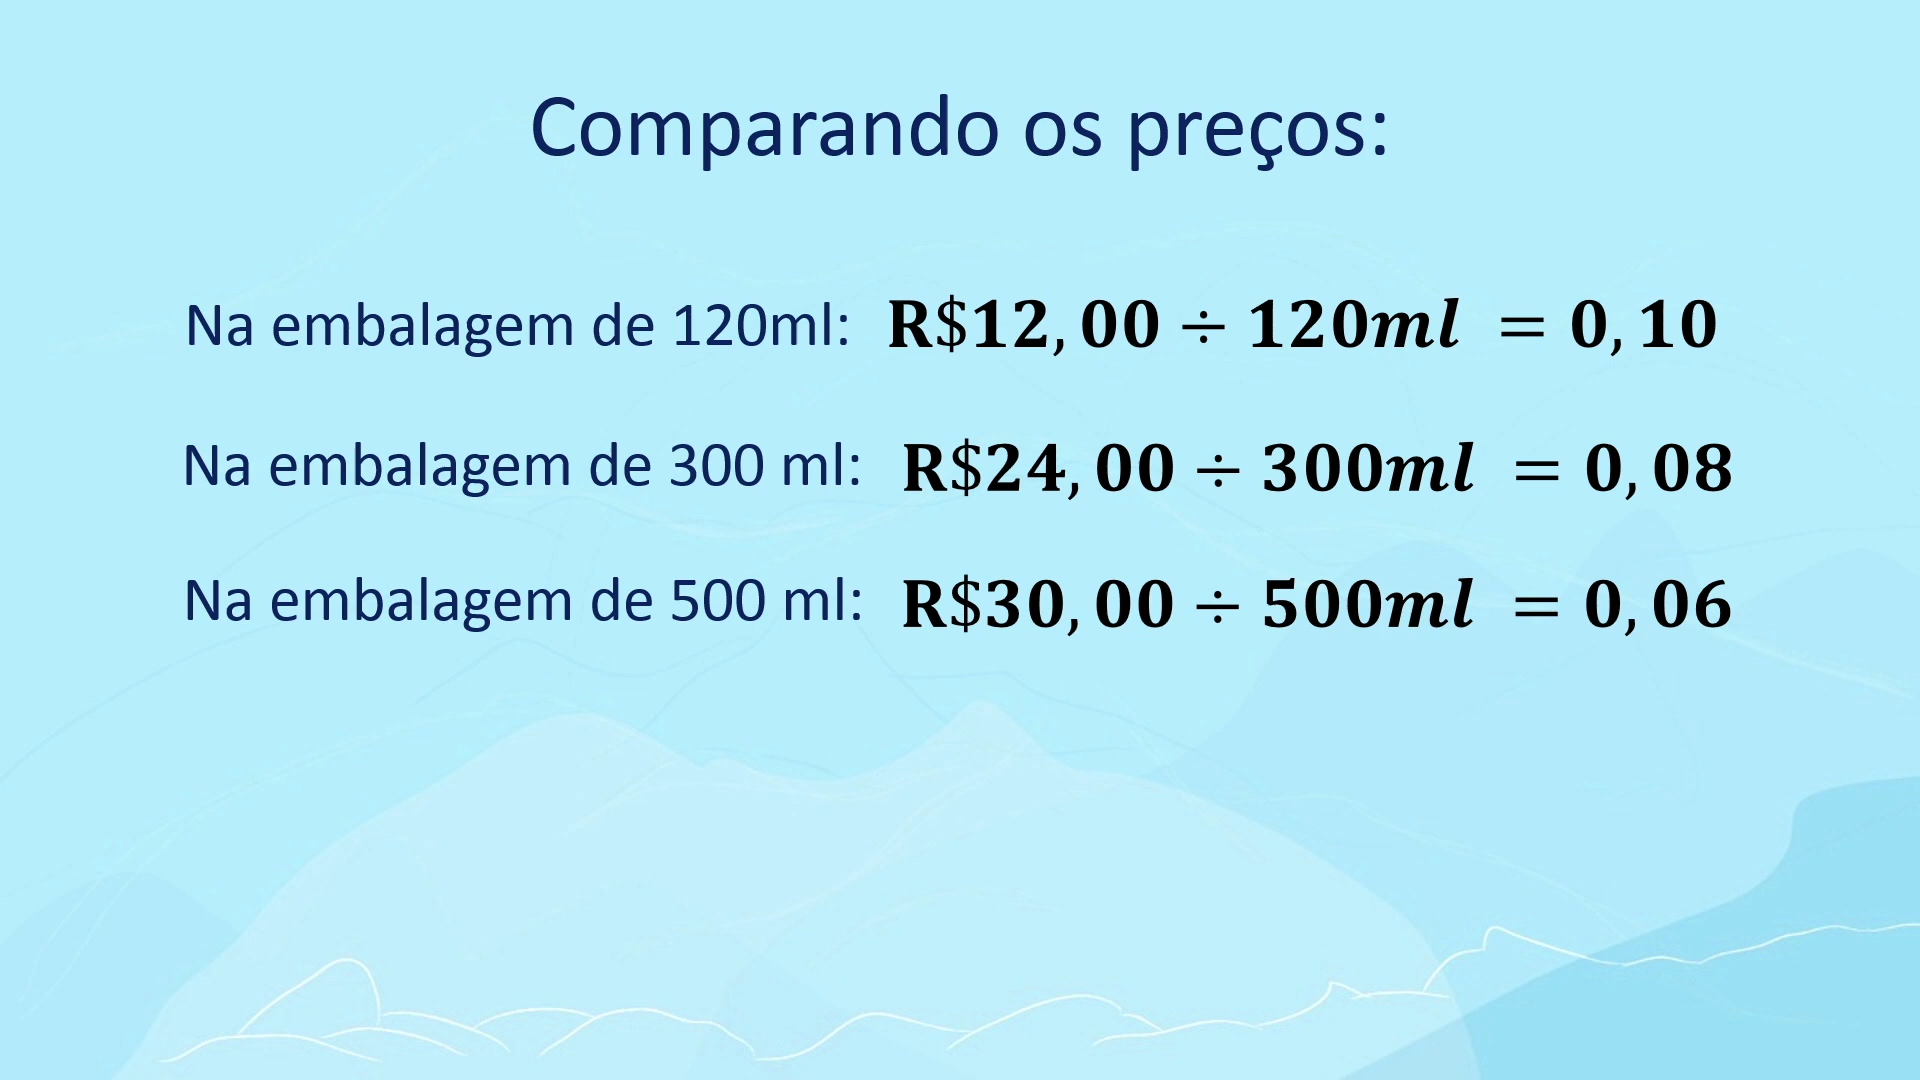 Comparando os preços:
Na embalagem de 120ml: R$12,00 ÷ 120ml = 0,10
Na embalagem de 300 ml: R$24,00 ÷ 300ml = 0,08
Na embalagem de 500 ml: R$30,00 ÷ 500ml = 0,06